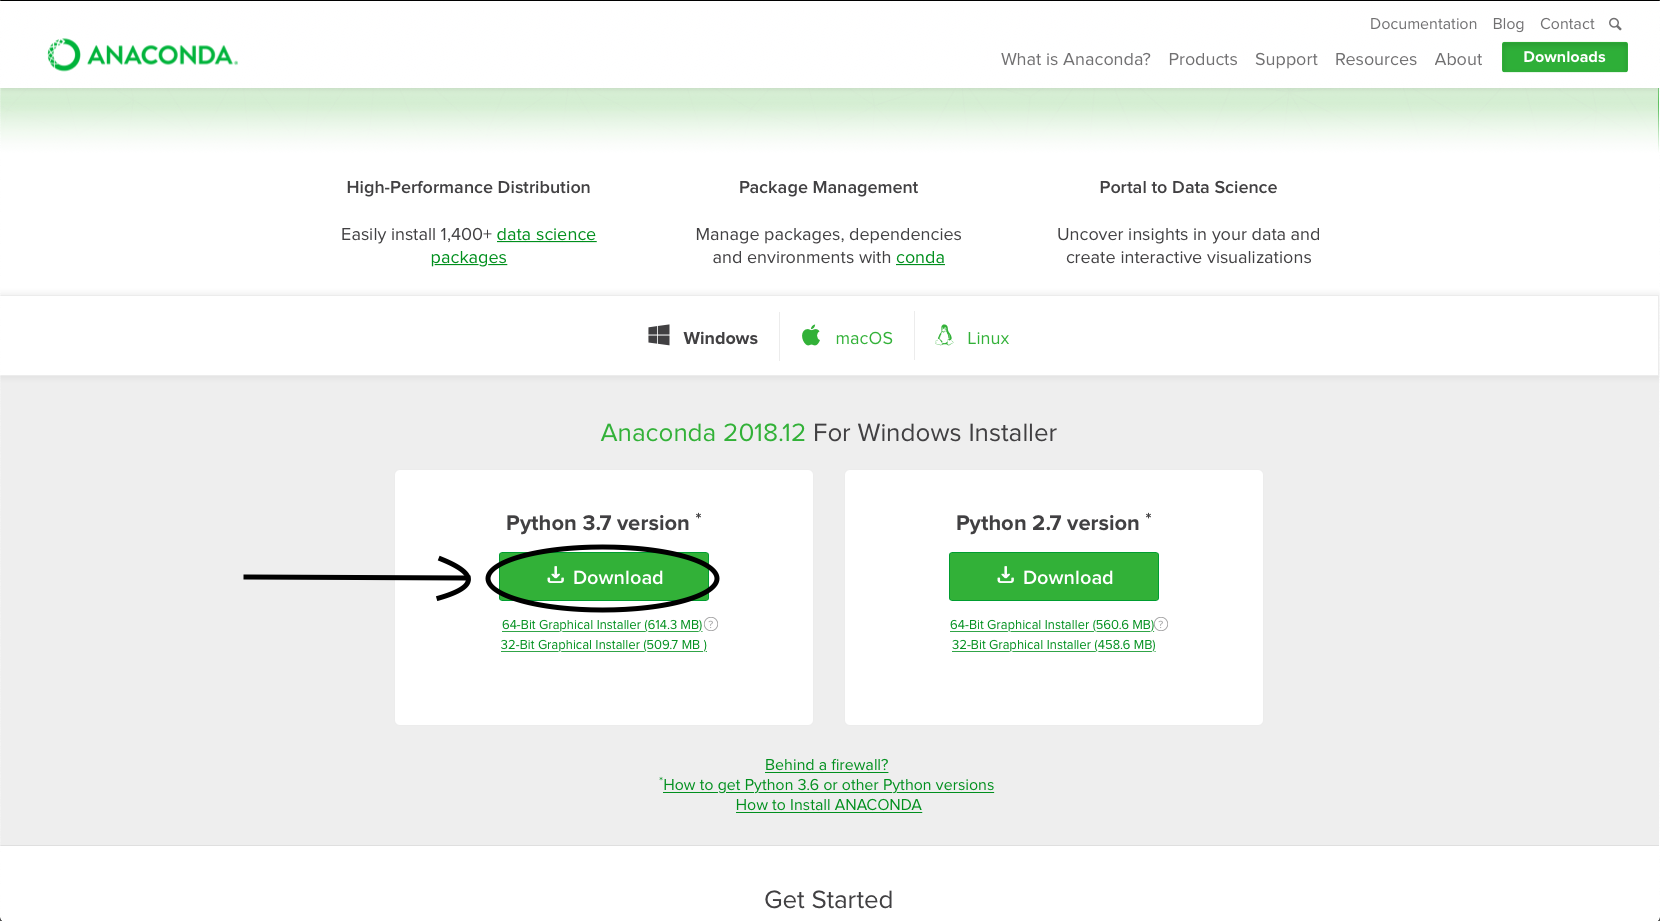 Documentation Blog Contact
ANACONDA.
What is Anaconda? Products Support Resources About Downloads
High-Performance Distribution
Easily install 1,400+ data science
packages
Package Management
Manage packages, dependencies
and environments with conda
Portal to Data Science
Uncover insights in your data and
create interactive visualizations
Windows macOS Linux
Anaconda 2018.12 For Windows Installer
Python 3.7 version *
Download
64-Bit Graphical Installer (614.3 MB) ?
32-Bit Graphical Installer (509.7 MB )
Python 2.7 version *
Download
64-Bit Graphical Installer (560.6 MB) ?
32-Bit Graphical Installer (458.6 MB)
Behind a firewall?
*How to get Python 3.6 or other Python versions
How to Install ANACONDA
Get Started